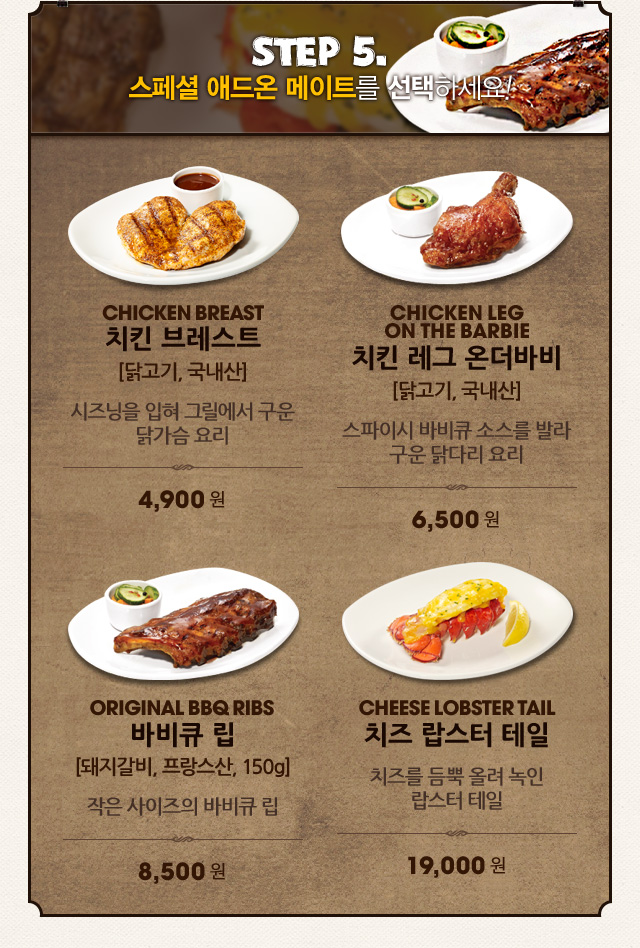 STEP 5.
스페셜 애드온 메이트를 선택하세요!
CHICKEN BREAST
치킨 브레스트
[닭고기, 국내산]
시즈닝을 입혀 그릴에서 구운
닭가슴 요리
4,900 원
CHICKEN LEG
ON THE BARBIE
치킨 레그 온더바비
[닭고기, 국내산]
스파이시 바비큐 소스를 발라
구운 닭다리 요리
6,500 원
ORIGINAL BBQ RIBS
바비큐 립
[돼지갈비, 프랑스산, 150g]
작은 사이즈의 바비큐 립
8,500 원
CHEESE LOBSTER TAIL
치즈 랍스터 테일
치즈를 듬뿍 올려 녹인
랍스터 테일
19,000 원